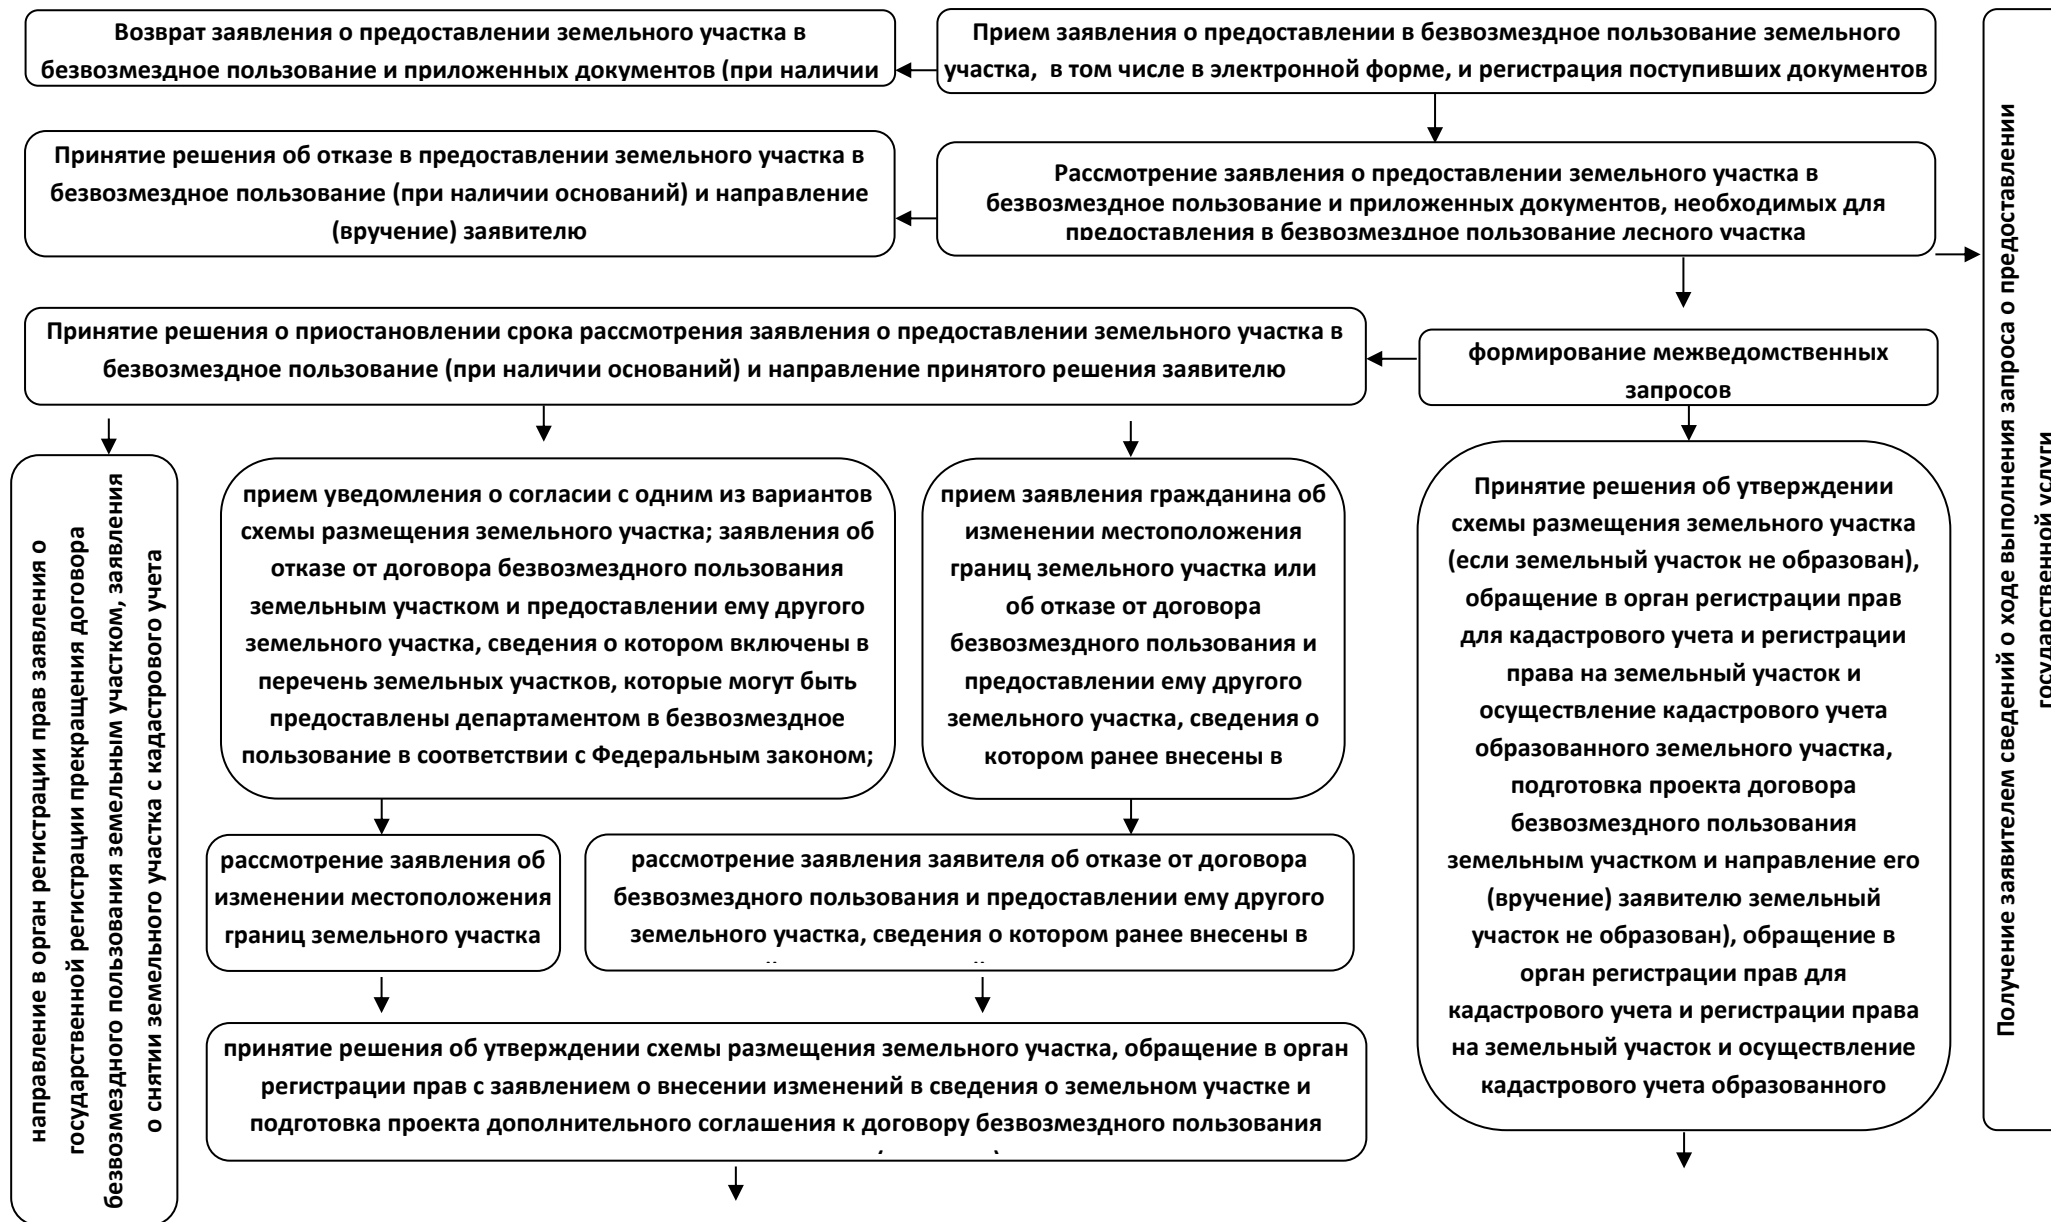 Возврат заявления о предоставлении земельного участка в
безвозмездное пользование и приложенных документов (при наличии
Прием заявления о предоставлении в безвозмездное пользование земельного
участка, в том числе в электронной форме, и регистрация поступивших документов
Принятие решения об отказе в предоставлении земельного участка в
безвозмездное пользование (при наличии оснований) и направление
(вручение) заявителю
Рассмотрение заявления о предоставлении земельного участка в
безвозмездное пользование и приложенных документов, необходимых для
предоставления в безвозмездное пользование лесного участка
Принятие решения о приостановлении срока рассмотрения заявления о предоставлении земельного участка в
безвозмездное пользование (при наличии оснований) и направление принятого решения заявителю
формирование межведомственных
запросов
направление в орган регистрации прав заявления о
государственной регистрации прекращения договора
безвозмездного пользования земельным участком, заявления
о снятии земельного участка с кадастрового учета
прием уведомления о согласии с одним из вариантов
схемы размещения земельного участка; заявления об
отказе от договора безвозмездного пользования
земельным участком и предоставлении ему другого
земельного участка, сведения о котором включены в
перечень земельных участков, которые могут быть
предоставлены департаментом в безвозмездное
пользование в соответствии с Федеральным законом;
прием заявления гражданина об
изменении местоположения
границ земельного участка или
об отказе от договора
безвозмездного пользования и
предоставлении ему другого
земельного участка, сведения о
котором ранее внесены в
Принятие решения об утверждении
схемы размещения земельного участка
(если земельный участок не образован),
обращение в орган регистрации прав
для кадастрового учета и регистрации
права на земельный участок и
осуществление кадастрового учета
образованного земельного участка,
подготовка проекта договора
безвозмездного пользования
земельным участком и направление его
(вручение) заявителю земельный
участок не образован), обращение в
орган регистрации прав для
кадастрового учета и регистрации права
на земельный участок и осуществление
кадастрового учета образованного
рассмотрение заявления об
изменении местоположения
границ земельного участка
рассмотрение заявления заявителя об отказе от договора
безвозмездного пользования и предоставлении ему другого
земельного участка, сведения о котором ранее внесены в
принятие решения об утверждении схемы размещения земельного участка, обращение в орган
регистрации прав с заявлением о внесении изменений в сведения о земельном участке и
подготовка проекта дополнительного соглашения к договору безвозмездного пользования
Получение заявителем сведений о ходе выполнения запроса о предоставлении
государственной услуги